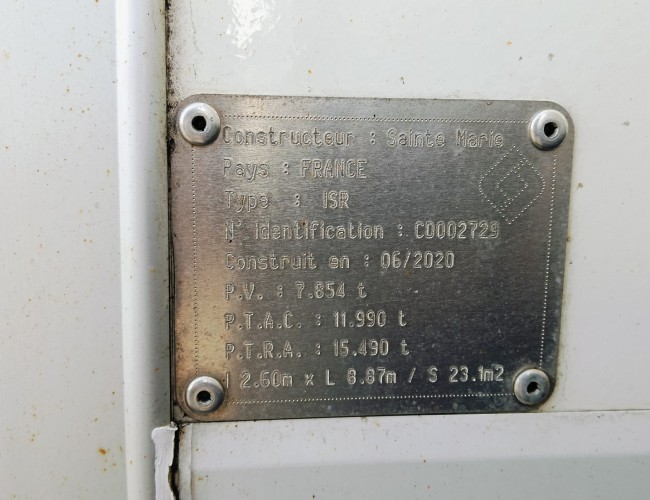 Constructeur : Sainte Marie
Pays : FRANCE
Type : ISR
N° identification : CD002729
Construit en : 06/2020
P.V. : 7.854 t
P.T.A.C. : 11.990 t
P.T.R.A. : 15.490 t
l 2.60m x L 8.87m / S 23.1m2